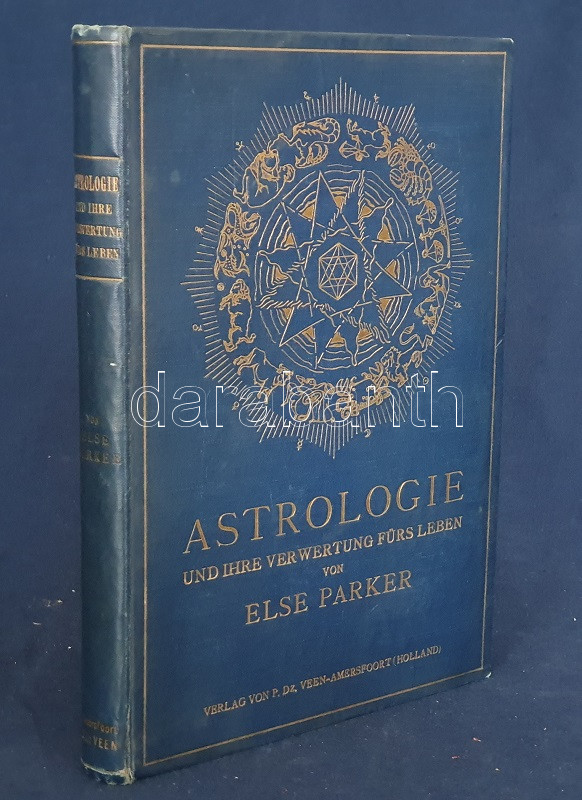 ASTROLOGIE
UND IHRE
VERWERTUNG
FÜRS LEBEN
VON
ELSE
PARKER
VEEN
darabanth
ASTROLOGIE
UND IHRE VERWERTUNG FÜRS LEBEN
VON
ELSE PARKER
VERLAG VON P. Dz. VEEN–AMERSFOORT (HOLLAND)